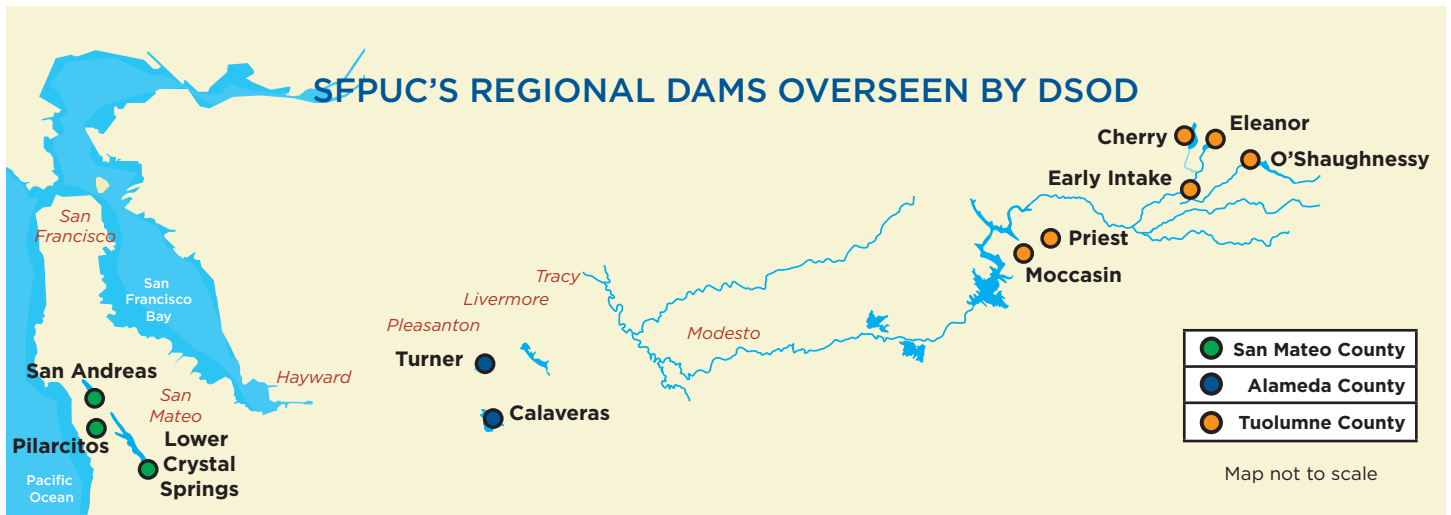 SFPUC'S REGIONAL DAMS OVERSEEN BY DSOD
Cherry
Eleanor
O'Shaughnessy
Early Intake
Priest
Moccasin
San
Francisco
San
Francisco
Bay
Tracy
Livermore
Pleasanton
Modesto
Turner
Calaveras
Hayward
San Andreas
San
Mateo
Pilarcitos
Lower
Crystal
Springs
Pacific
Ocean
San Mateo County
Alameda County
Tuolumne County
Map not to scale